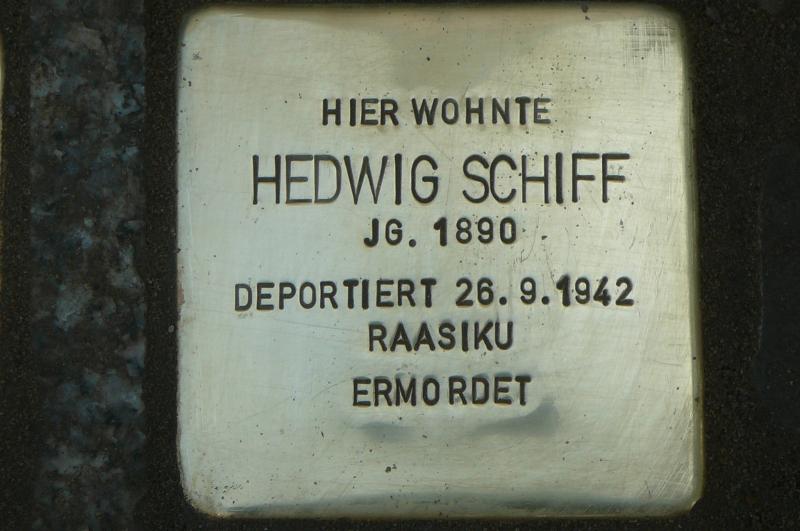 HIER WOHNTE
HEDWIG SCHIFF
JG. 1890
DEPORTIERT 26.9.1942
RAASIKU
ERMORDET